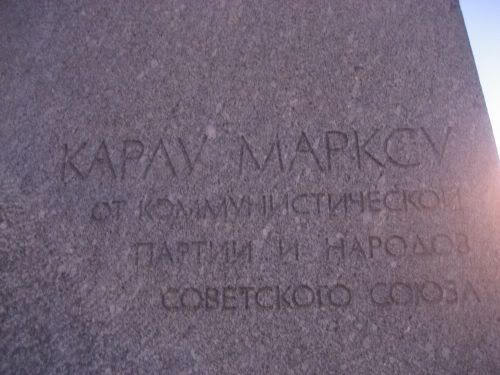 КАРЛУ МАРКСУ
ОТ КОММУНИСТИЧЕСКОЙ
ПАРТИИ И НАРОДОВ
СОВЕТСКОГО СОЮЗА